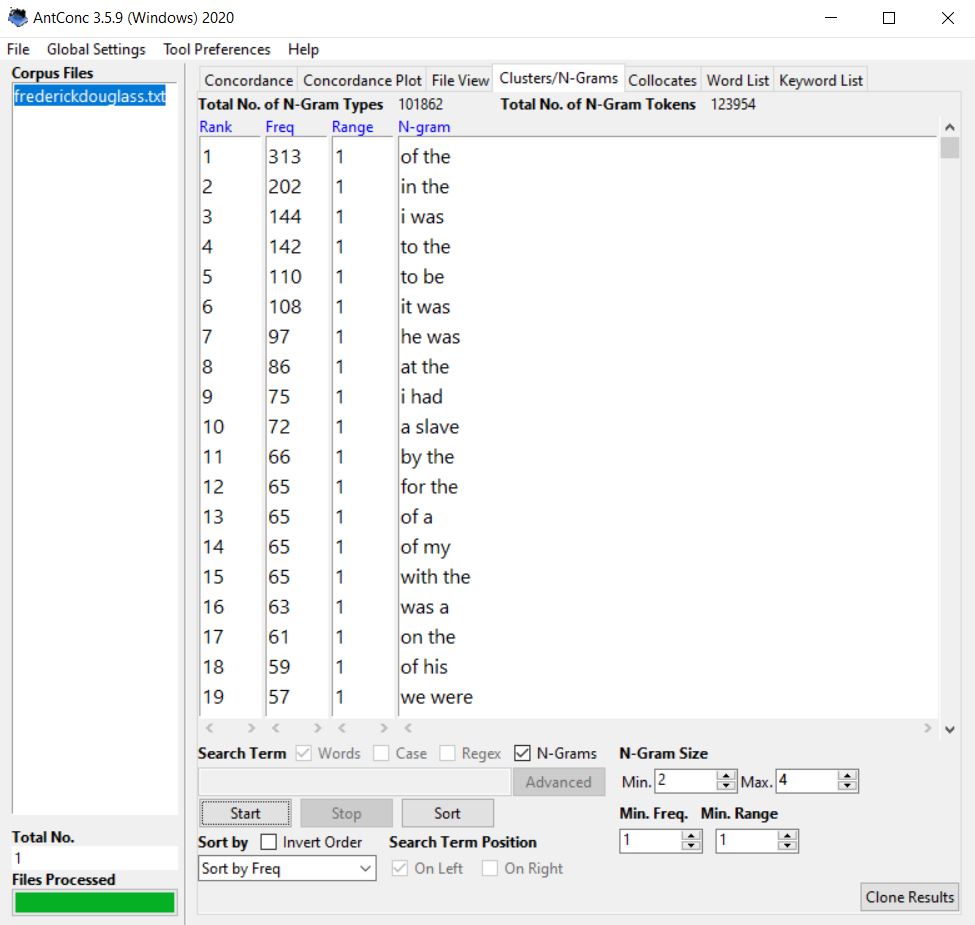 AntConc 3.5.9 (Windows) 2020
File Global Settings Tool Preferences Help
Corpus Files
frederickdouglass.txt
Concordance Concordance Plot File View Clusters/N-Grams Collocates Word List Keyword List
Total No. of N-Gram Types 101862 Total No. of N-Gram Tokens 123954
Rank Freq Range N-gram
1 313 1 of the
2 202 1 in the
3 144 1 i was
4 142 1 to the
5 110 1 to be
6 108 1 it was
7 97 1 he was
8 86 1 at the
9 75 1 i had
10 72 1 a slave
11 66 1 by the
12 65 1 for the
13 65 1 of a
14 65 1 of my
15 65 1 with the
16 63 1 was a
17 61 1 on the
18 59 1 of his
19 57 1 we were
Search Term Words Case Regex N-Grams N-Gram Size
Advanced Min. 2 Max. 4
Start Stop Sort Min. Freq. Min. Range
Total No. 1 1
1 Sort by Invert Order Search Term Position
Files Processed Sort by Freq On Left On Right
Clone Results